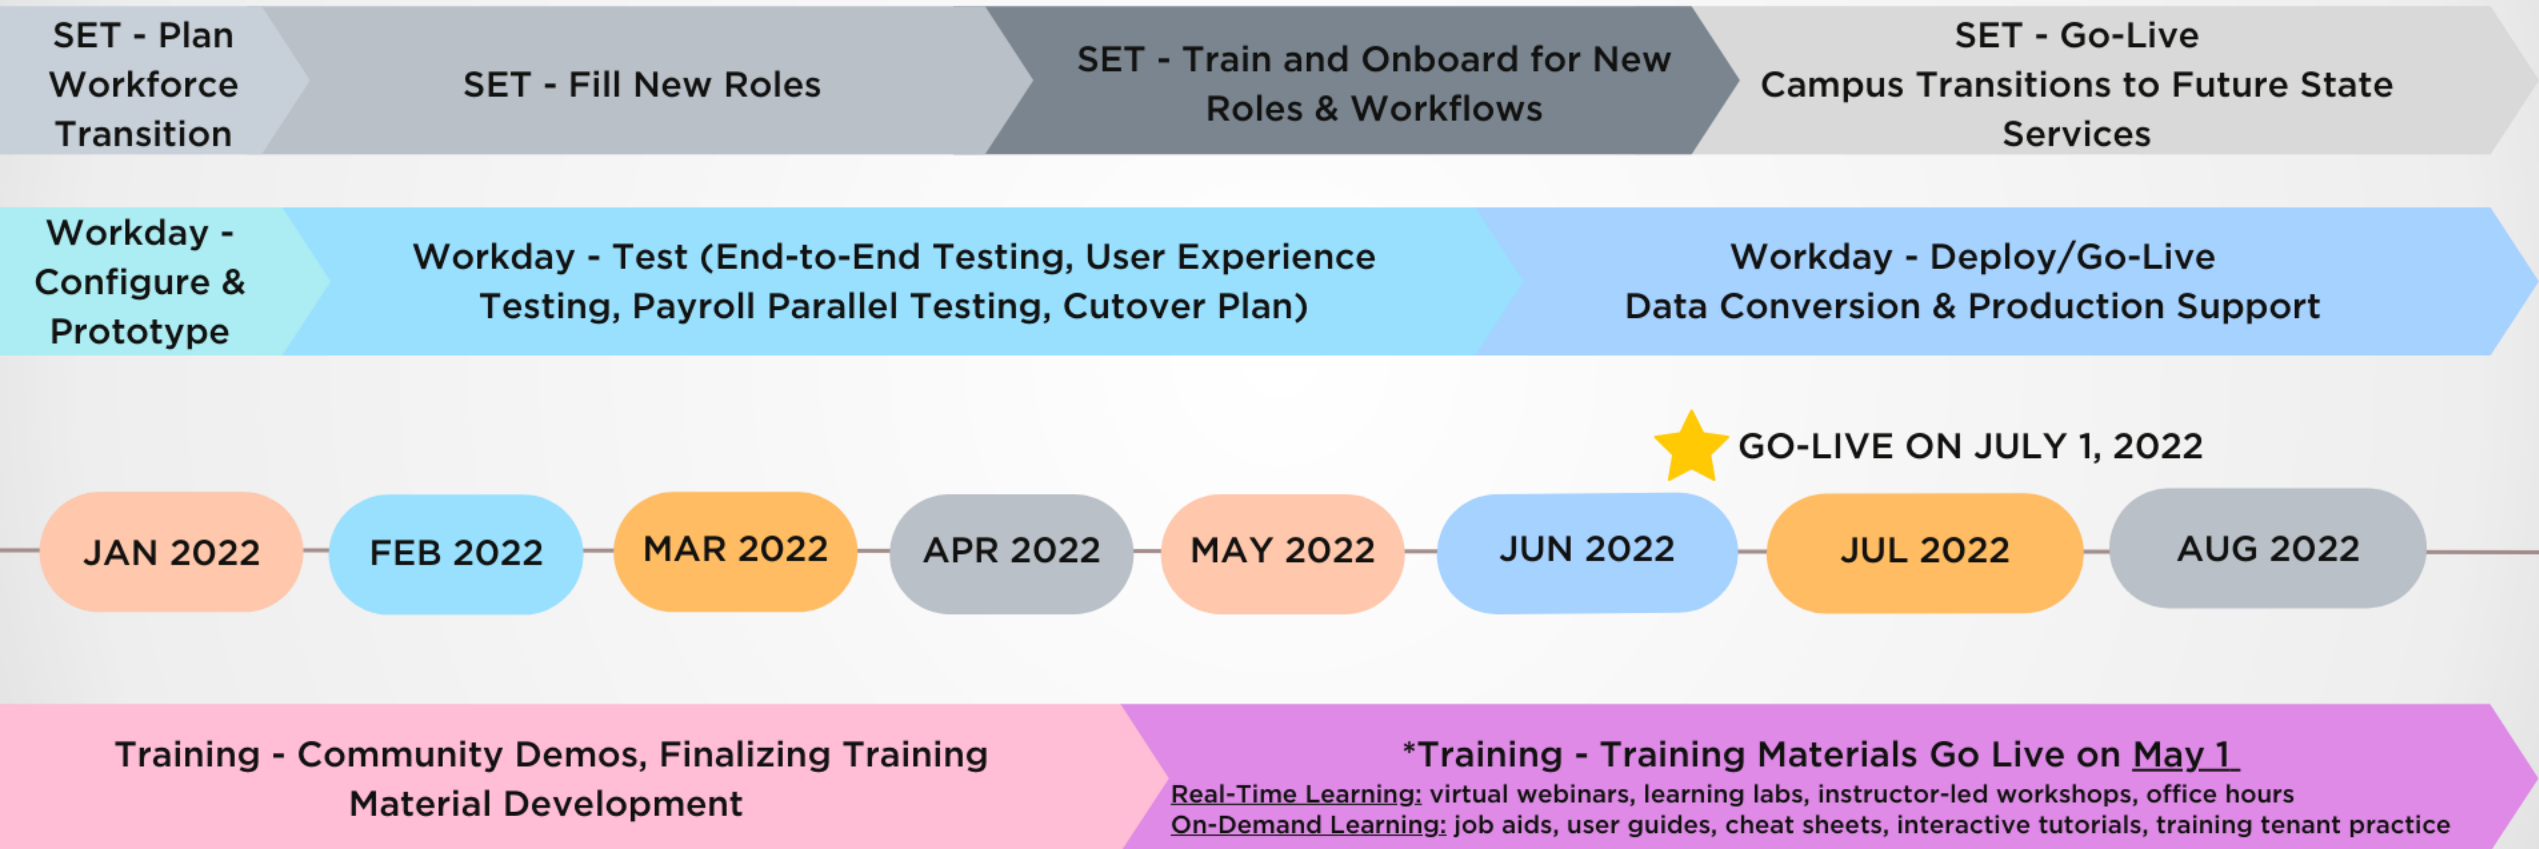 SET - Plan
Workforce
Transition
SET - Fill New Roles
SET - Train and Onboard for New
Roles & Workflows
SET - Go-Live
Campus Transitions to Future State
Services
Workday -
Configure &
Prototype
Workday - Test (End-to-End Testing, User Experience
Testing, Payroll Parallel Testing, Cutover Plan)
Workday - Deploy/Go-Live
Data Conversion & Production Support
GO-LIVE ON JULY 1, 2022
JAN 2022
FEB 2022
MAR 2022
APR 2022
MAY 2022
JUN 2022
JUL 2022
AUG 2022
Training - Community Demos, Finalizing Training
Material Development
*Training - Training Materials Go Live on May 1
Real-Time Learning: virtual webinars, learning labs, instructor-led workshops, office hours
On-Demand Learning: job aids, user guides, cheat sheets, interactive tutorials, training tenant practice